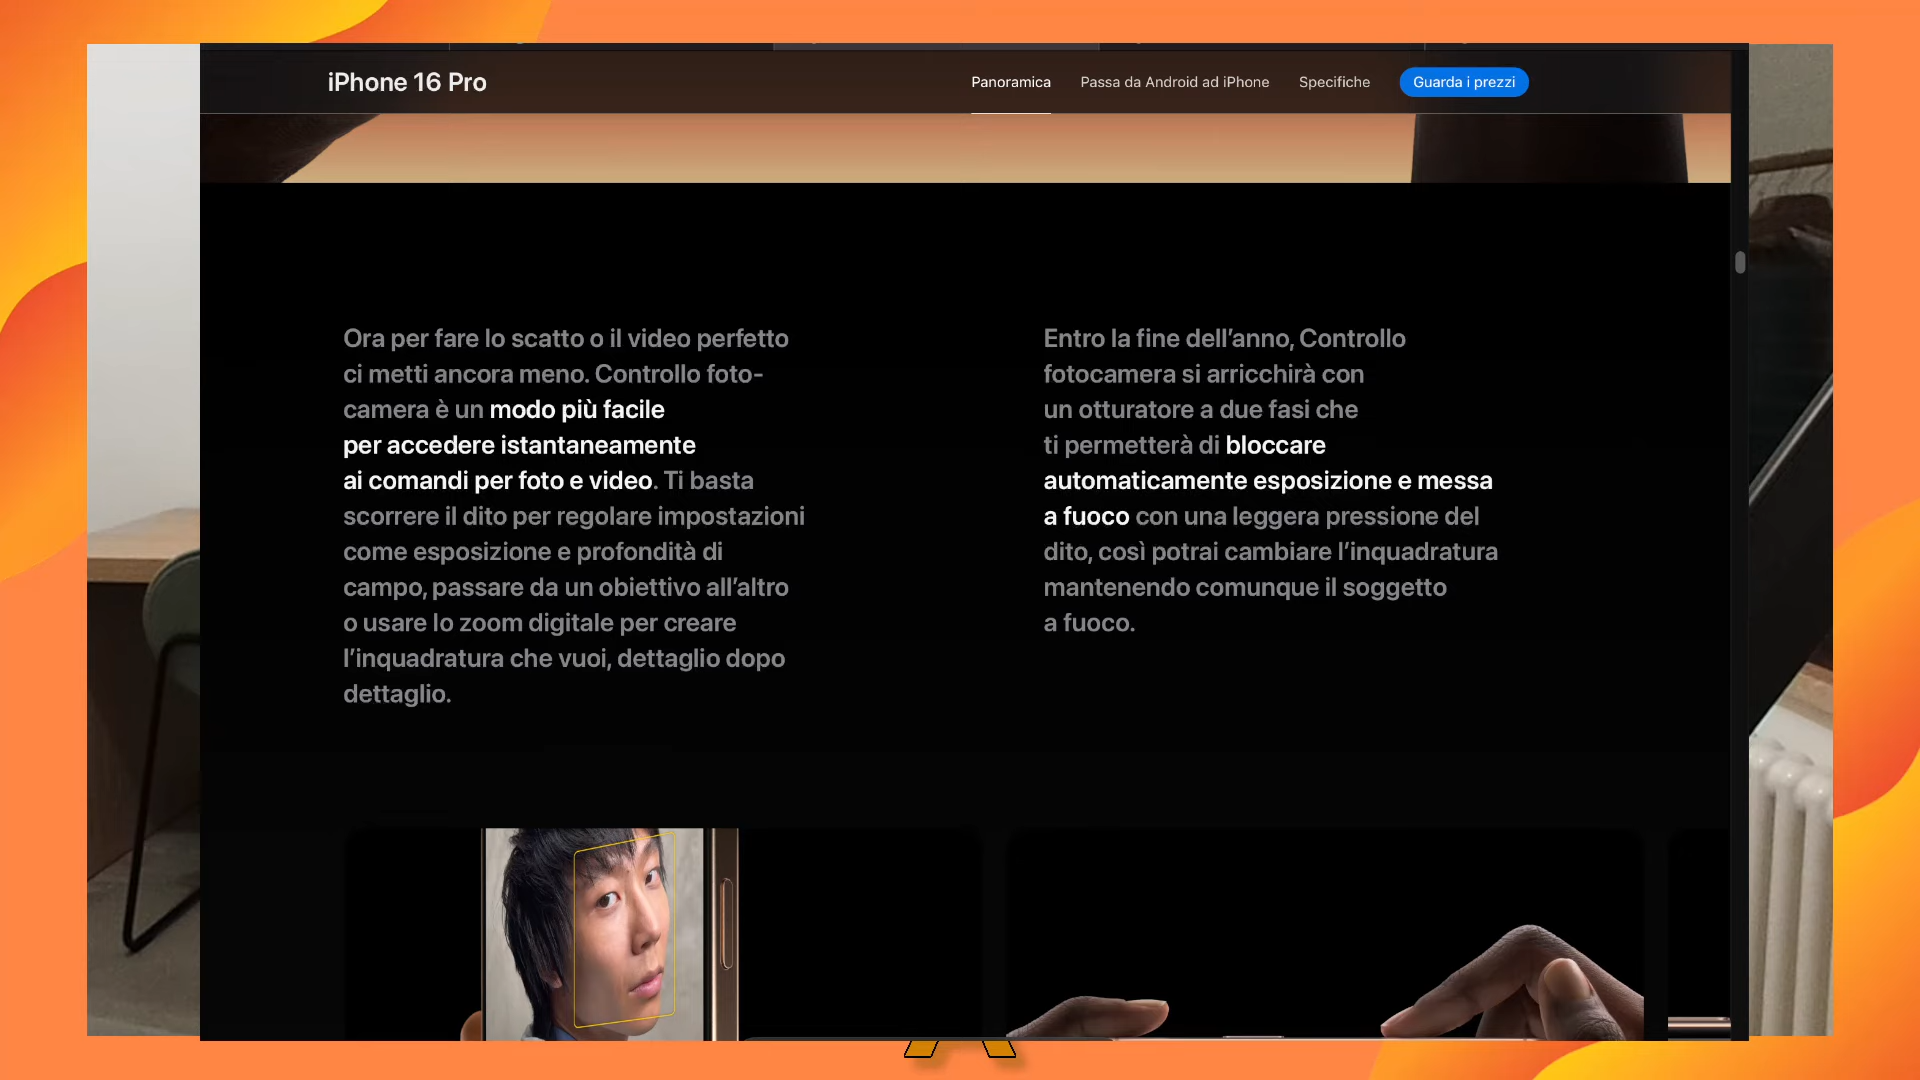 iPhone 16 Pro
Panoramica
Passa da Android ad iPhone
Specifiche
Guarda i prezzi
Ora per fare lo scatto o il video perfetto
ci metti ancora meno. Controllo foto-
camera è un modo più facile
per accedere istantaneamente
ai comandi per foto e video. Ti basta
scorrere il dito per regolare impostazioni
come esposizione e profondità di
campo, passare da un obiettivo all’altro
o usare lo zoom digitale per creare
l’inquadratura che vuoi, dettaglio dopo
dettaglio.
Entro la fine dell’anno, Controllo
fotocamera si arricchirà con
un otturatore a due fasi che
ti permetterà di bloccare
automaticamente esposizione e messa
a fuoco con una leggera pressione del
dito, così potrai cambiare l’inquadratura
mantenendo comunque il soggetto
a fuoco.